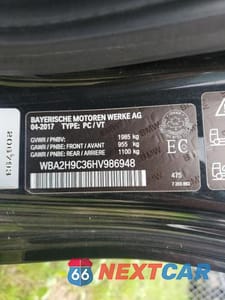 BAYERISCHE MOTOREN WERKE AG
04-2017 TYPE: PC / VT
GVWR / PNBV: 1985 kg
GAWR / PNBE: FRONT / AVANT 955 kg
GAWR / PNBE: REAR / ARRIERE 1100 kg
WBA2H9C36HV986948
EC
475
66 NEXTCAR